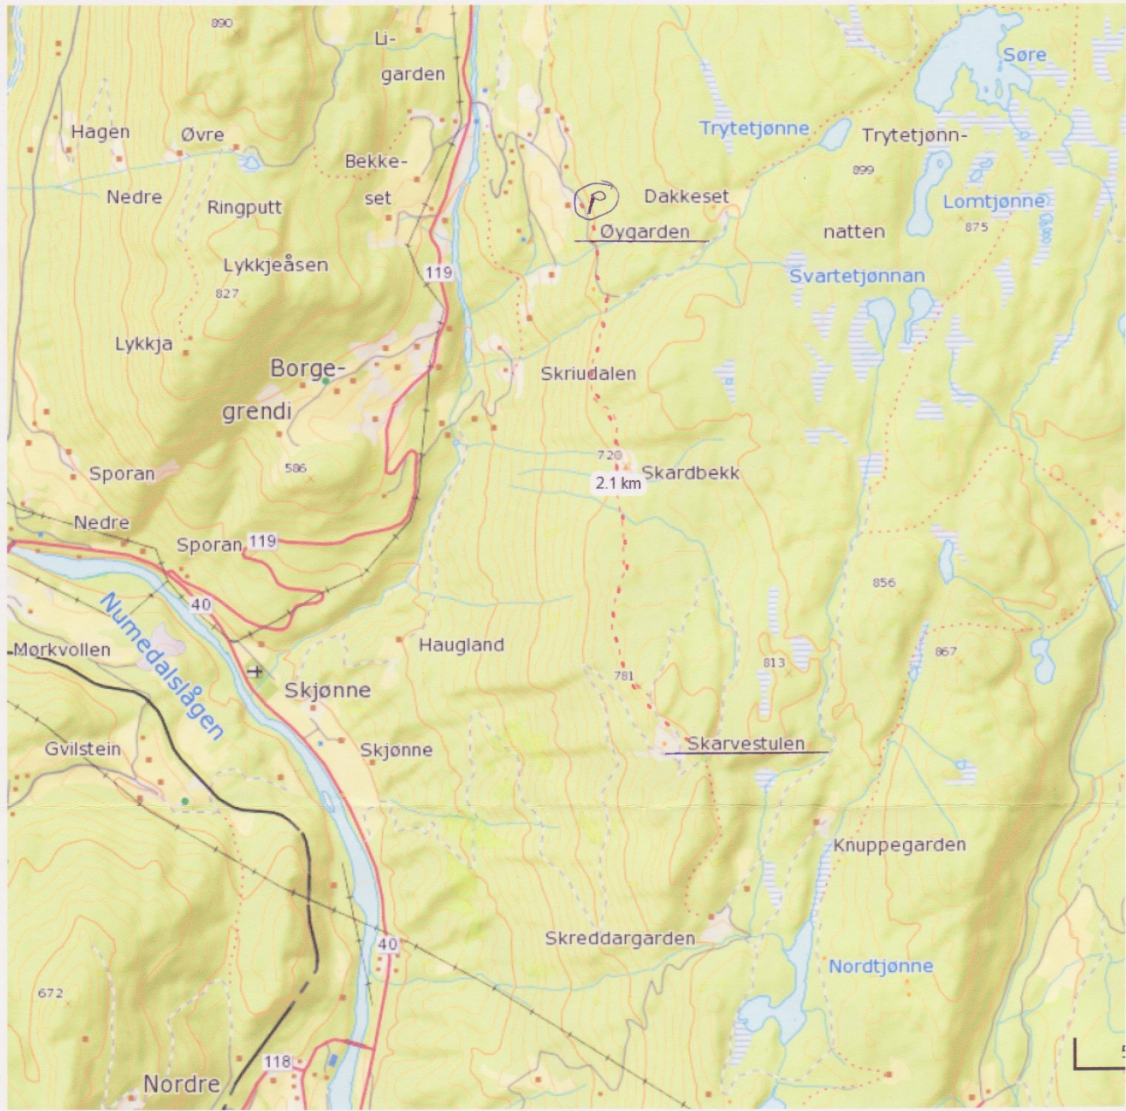 890
Li-
garden
Søre
Hagen
Øvre
Trytetjønne
Trytetjønn-
Bekke-
set
899
Nedre
Ringputt
P
Dakkeset
Lomtjønne
875
Øygarden
natten
Lykkjeåsen
119
Svartetjønnan
827
Lykkja
Borge-
grendi
Skriudalen
586
720
Sporan
2.1 km
Skardbekk
Nedre
Sporan
119
856
40
Numedalslågen
Mørkvollen
Haugland
867
813
781
Skjønne
Gvilstein
Skjønne
Skarvestulen
Knuppegarden
Skreddargarden
40
Nordtjønne
672
118
Nordre